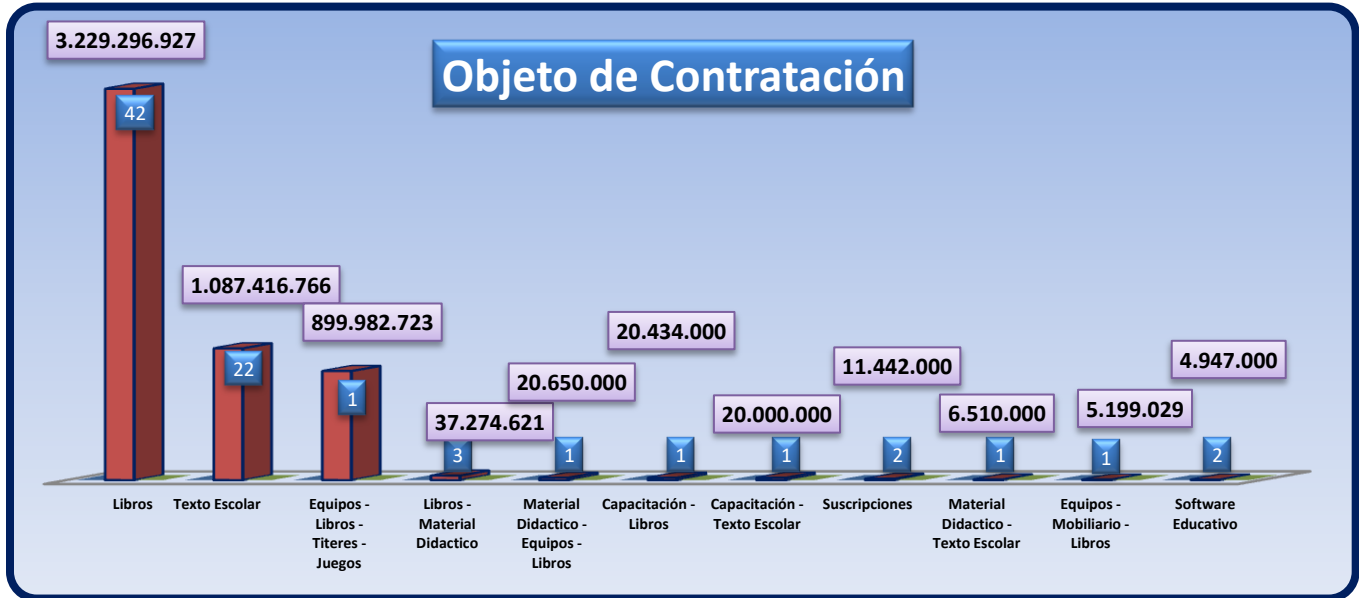 Objeto de Contratación
3.229.296.927
42
1.087.416.766
22
899.982.723
1
37.274.621
3
20.650.000
1
20.434.000
1
20.000.000
1
11.442.000
2
6.510.000
1
5.199.029
1
4.947.000
2
Libros
Texto Escolar
Equipos -
Libros -
Titeres -
Juegos
Libros -
Material
Didactico
Material
Didactico -
Equipos -
Libros
Capacitación -
Libros
Capacitación -
Texto Escolar
Suscripciones
Material
Didactico -
Texto Escolar
Equipos -
Mobiliario -
Libros
Software
Educativo